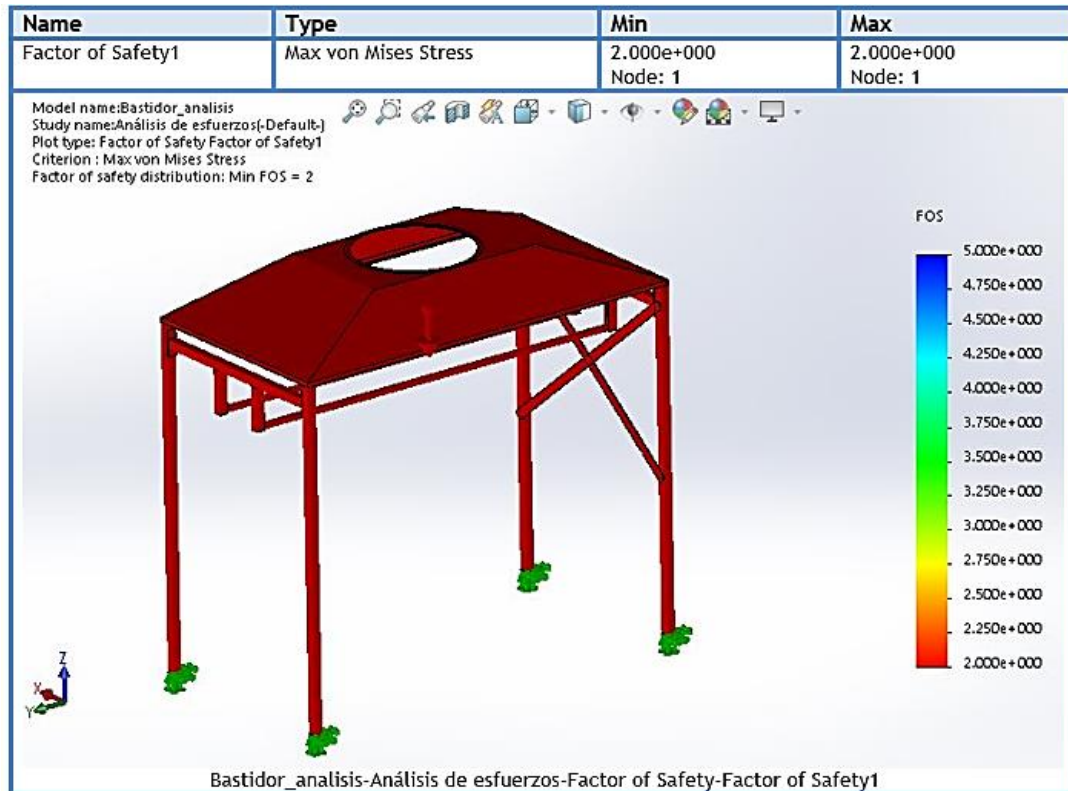 Name Type Min Max
Factor of Safety1 Max von Mises Stress 2.000e+000 2.000e+000
Node: 1 Node: 1
Model name:Bastidor_analisis
Study name:Análisis de esfuerzos(-Default-)
Plot type: Factor of Safety Factor of Safety1
Criterion : Max von Mises Stress
Factor of safety distribution: Min FOS = 2
FOS
5.000e+000
4.750e+000
4.500e+000
4.250e+000
4.000e+000
3.750e+000
3.500e+000
3.250e+000
3.000e+000
2.750e+000
2.500e+000
2.250e+000
2.000e+000
Z
X
Y
Bastidor_analisis-Análisis de esfuerzos-Factor of Safety-Factor of Safety1